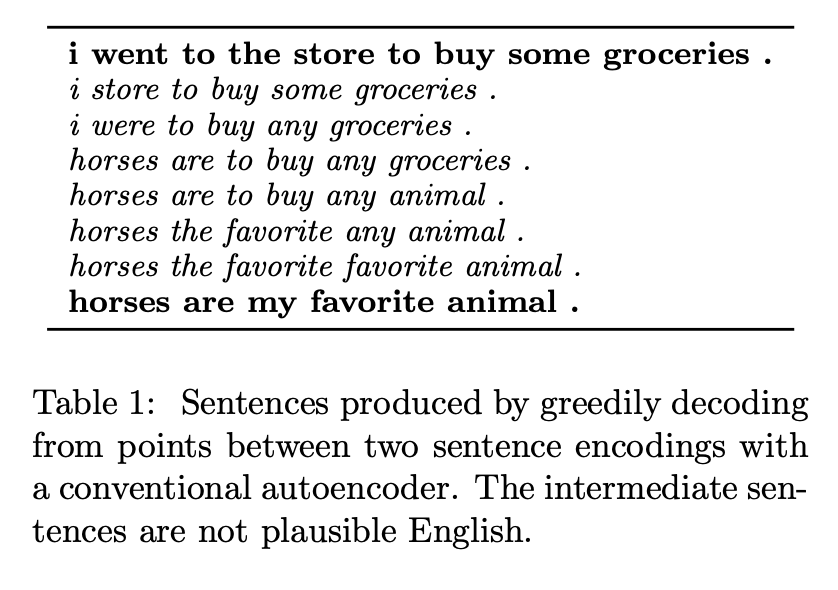 i went to the store to buy some groceries .
i store to buy some groceries .
i were to buy any groceries .
horses are to buy any groceries .
horses are to buy any animal .
horses the favorite any animal .
horses the favorite favorite animal .
horses are my favorite animal .
Table 1: Sentences produced by greedily decoding
from points between two sentence encodings with
a conventional autoencoder. The intermediate sen-
tences are not plausible English.